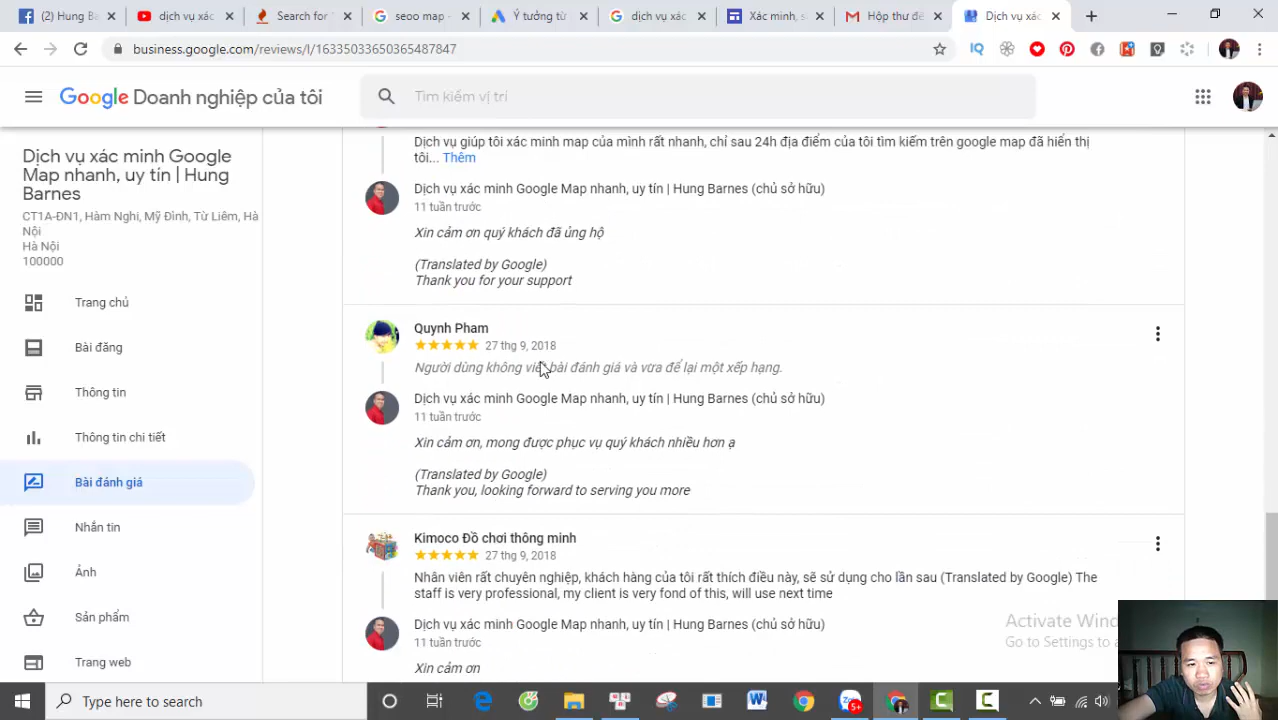 f (3) Hung Ba
dịch vụ xác
Search for
seoo map -
Ý tưởng từ
dịch vụ xác
Xác minh, s
Hộp thư đế
Dịch vụ xác
business.google.com/reviews/l/16335033650365487847
IQ
Google Doanh nghiệp của tôi
Tìm kiếm vị trí
Dịch vụ xác minh Google
Map nhanh, uy tín | Hung
Barnes
CT1A-ĐN1, Hàm Nghi, Mỹ Đình, Từ Liêm, Hà
Nội
Hà Nội
100000
Trang chủ
Bài đăng
Thông tin
Thông tin chi tiết
Bài đánh giá
Nhắn tin
Ảnh
Sản phẩm
Trang web
Dịch vụ giúp tôi xác minh map của mình rất nhanh, chỉ sau 24h địa điểm của tôi tìm kiếm trên google map đã hiển thị
tôi... Thêm
Dịch vụ xác minh Google Map nhanh, uy tín | Hung Barnes (chủ sở hữu)
11 tuần trước
Xin cảm ơn quý khách đã ủng hộ
(Translated by Google)
Thank you for your support
Quynh Pham
27 thg 9, 2018
Người dùng không viết bài đánh giá và vừa để lại một xếp hạng.
Dịch vụ xác minh Google Map nhanh, uy tín | Hung Barnes (chủ sở hữu)
11 tuần trước
Xin cảm ơn, mong được phục vụ quý khách nhiều hơn ạ
(Translated by Google)
Thank you, looking forward to serving you more
Kimoco Đồ chơi thông minh
27 thg 9, 2018
Nhân viên rất chuyên nghiệp, khách hàng của tôi rất thích điều này, sẽ sử dụng cho lần sau (Translated by Google) The
staff is very professional, my client is very fond of this, will use next time
Dịch vụ xác minh Google Map nhanh, uy tín | Hung Barnes (chủ sở hữu)
11 tuần trước
Xin cảm ơn
Activate Win
Go to Settings to a
Type here to search
5+